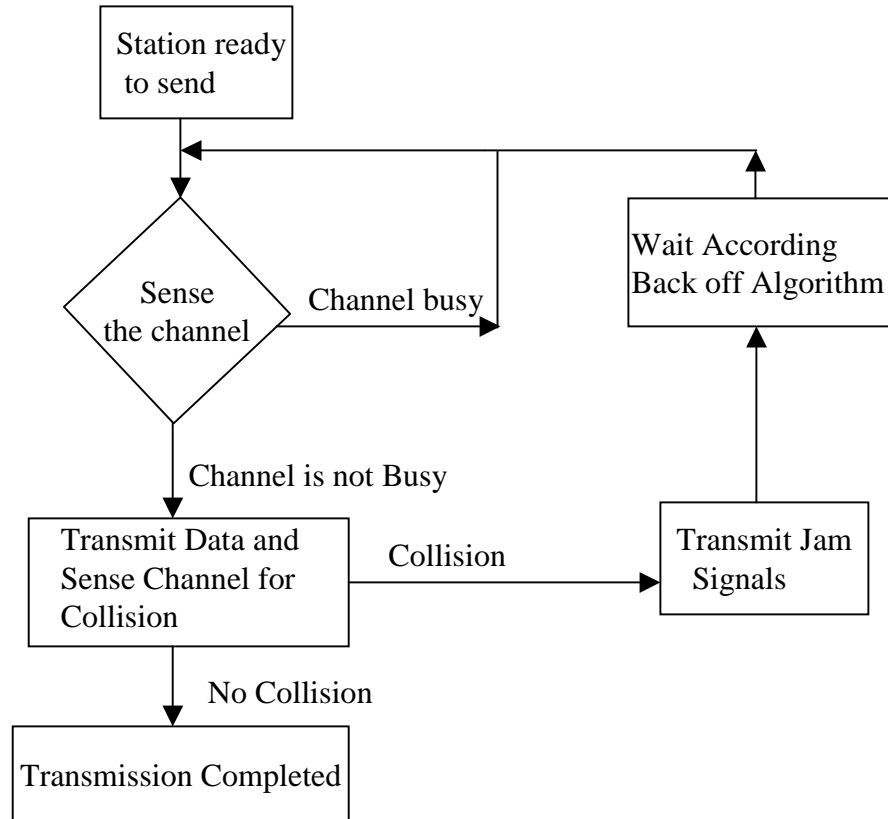 Station ready
to send
Wait According
Back off Algorithm
Sense
the channel
Channel busy
Channel is not Busy
Transmit Data and
Sense Channel for
Collision
Collision
Transmit Jam
Signals
No Collision
Transmission Completed